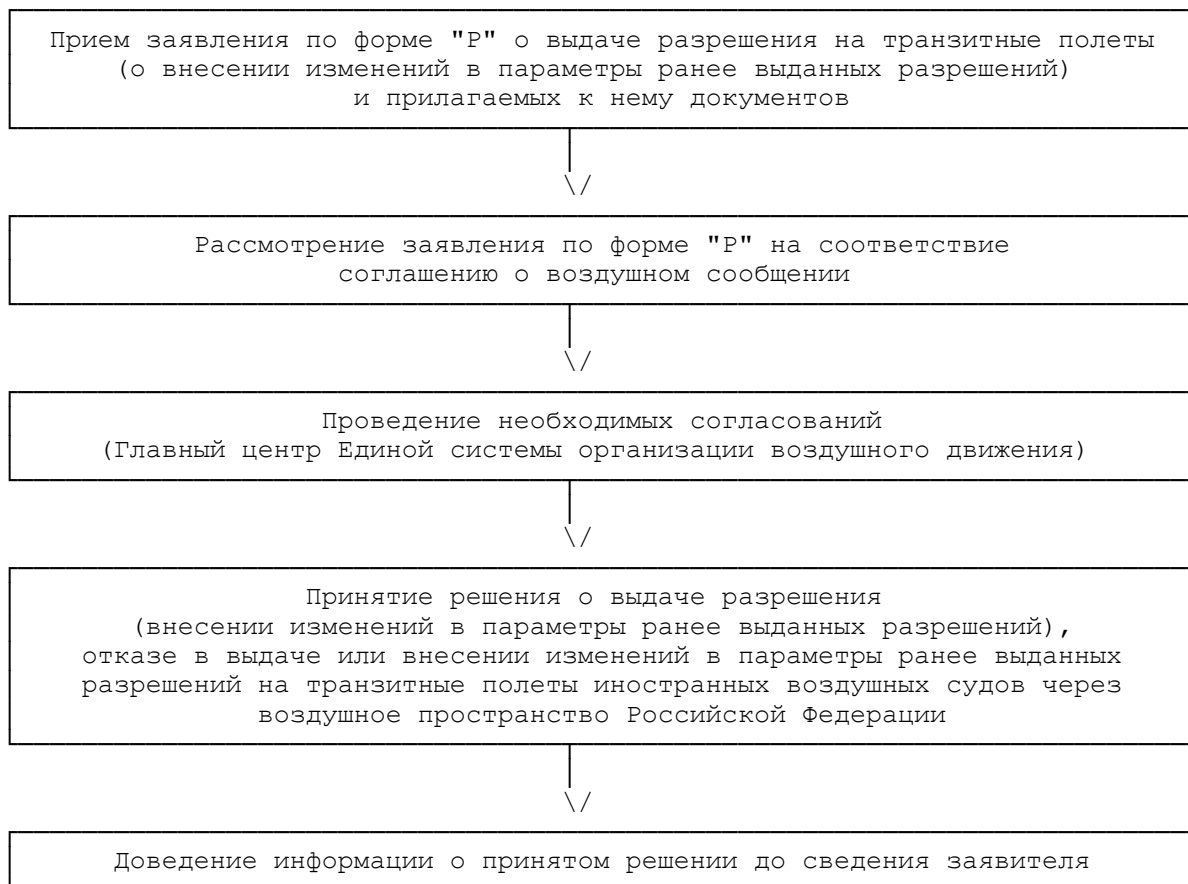 Прием заявления по форме "Р" о выдаче разрешения на транзитные полеты
(о внесении изменений в параметры ранее выданных разрешений)
и прилагаемых к нему документов
\/
Рассмотрение заявления по форме "Р" на соответствие
соглашению о воздушном сообщении
\/
Проведение необходимых согласований
(Главный центр Единой системы организации воздушного движения)
\/
Принятие решения о выдаче разрешения
(внесении изменений в параметры ранее выданных разрешений),
отказе в выдаче или внесении изменений в параметры ранее выданных
разрешений на транзитные полеты иностранных воздушных судов через
воздушное пространство Российской Федерации
\/
Доведение информации о принятом решении до сведения заявителя